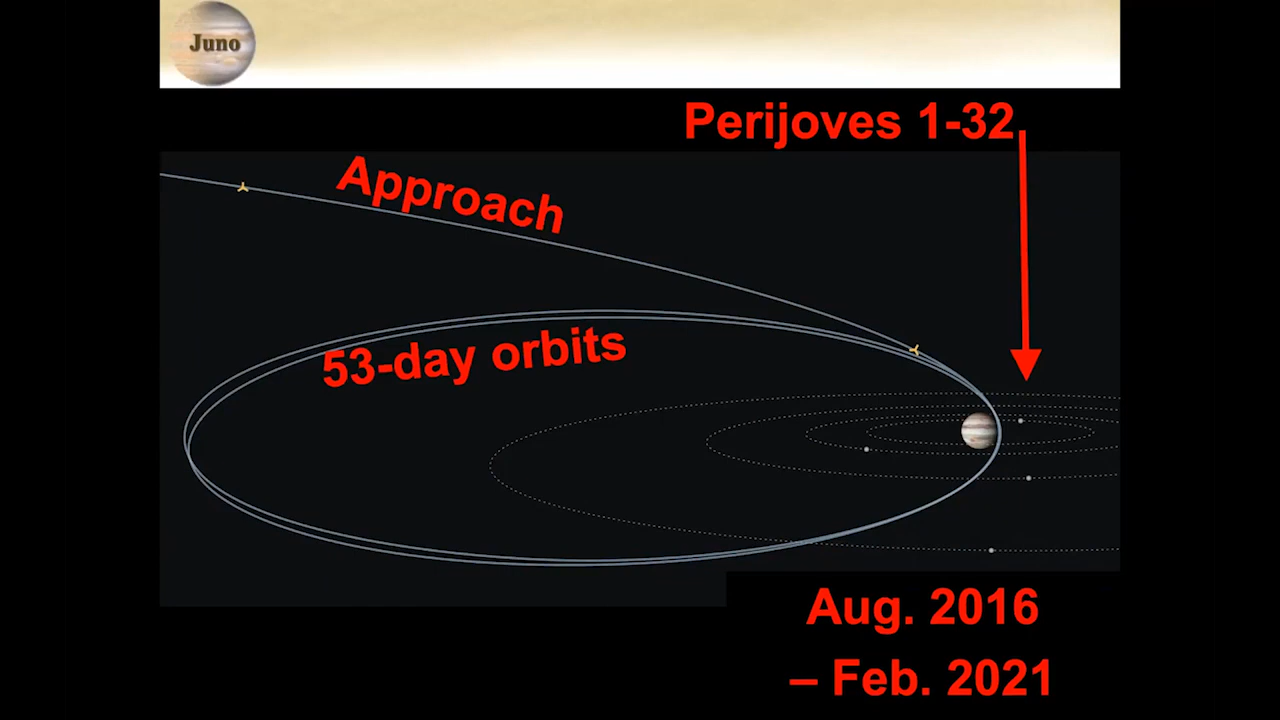 Juno
Perijoves 1-32
Approach
53-day orbits
Aug. 2016
– Feb. 2021